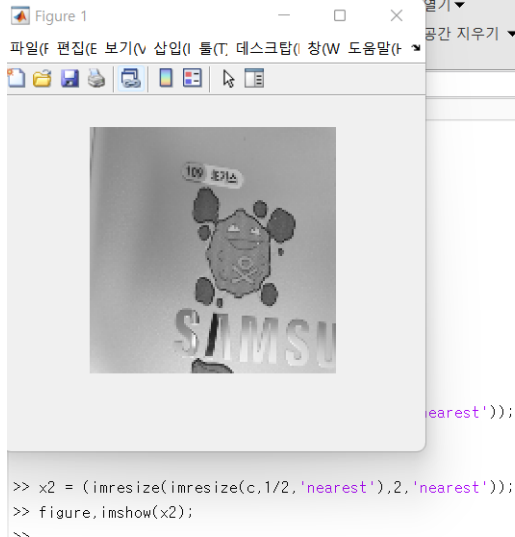 Figure 1
열기
파일(F 편집(E 보기(V 삽입(I 툴(T) 데스크탑(I 창(W 도움말(H
공간 지우기
109 또가스
SAMSU
nearest'));
>> x2 = (imresize(imresize(c,1/2,'nearest'),2,'nearest'));
>> figure,imshow(x2);
>>